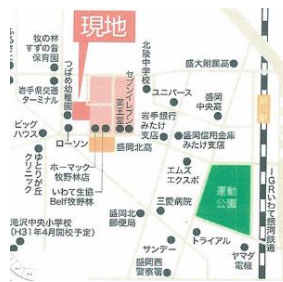 現地
牧の林
すずの音
保育園
岩手県交通
ターミナル
つばめ幼稚園
ビッグ
ハウス
ゆとりが丘
クリニック
ローソン
薬王堂
セブンイレブン
北陵中学校
ユニバース
盛大附属高
盛岡
中央高
岩手銀行
みたけ
支店
盛岡信用金庫
みたけ支店
盛岡北高
ホーマック
牧野林店
いわて生協
Belf牧野林
エムズ
エクスポ
運動
公園
IGRいわて銀河鉄道
滝沢中央小学校
(H31年4月開校予定)
盛岡北
郵便局
三愛病院
サンデー
トライアル
ヤマダ
電機
盛岡西
警察署